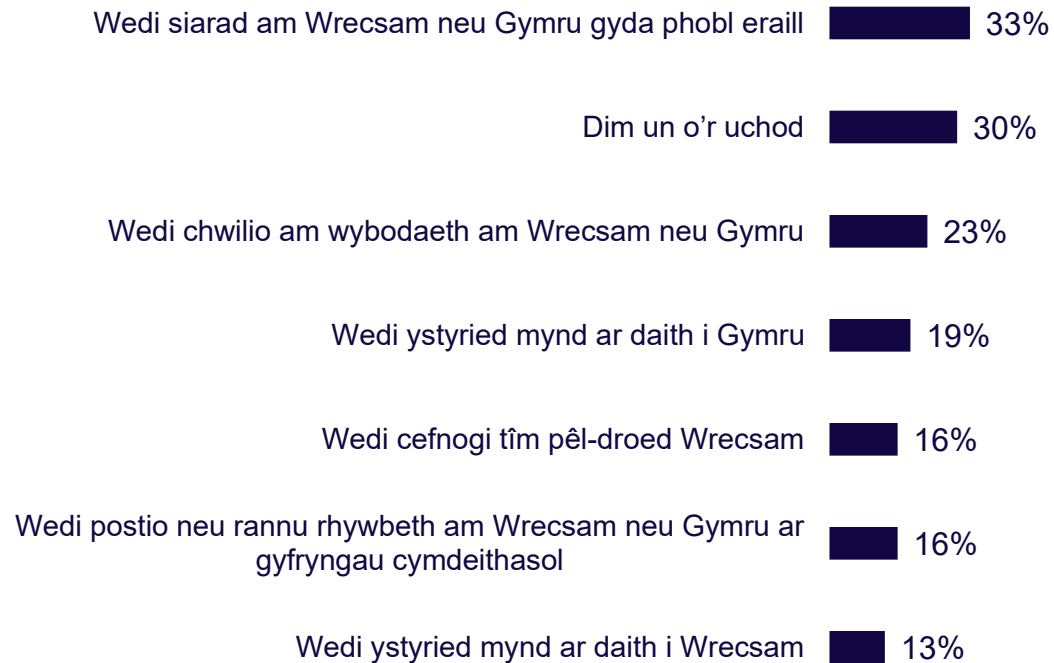 Wedi siarad am Wrecsam neu Gymru gyda phobl eraill 33%
Dim un o’r uchod 30%
Wedi chwilio am wybodaeth am Wrecsam neu Gymru 23%
Wedi ystyried mynd ar daith i Gymru 19%
Wedi cefnogi tîm pêl-droed Wrecsam 16%
Wedi postio neu rannu rhywbeth am Wrecsam neu Gymru ar
gyfryngau cymdeithasol 16%
Wedi ystyried mynd ar daith i Wrecsam 13%